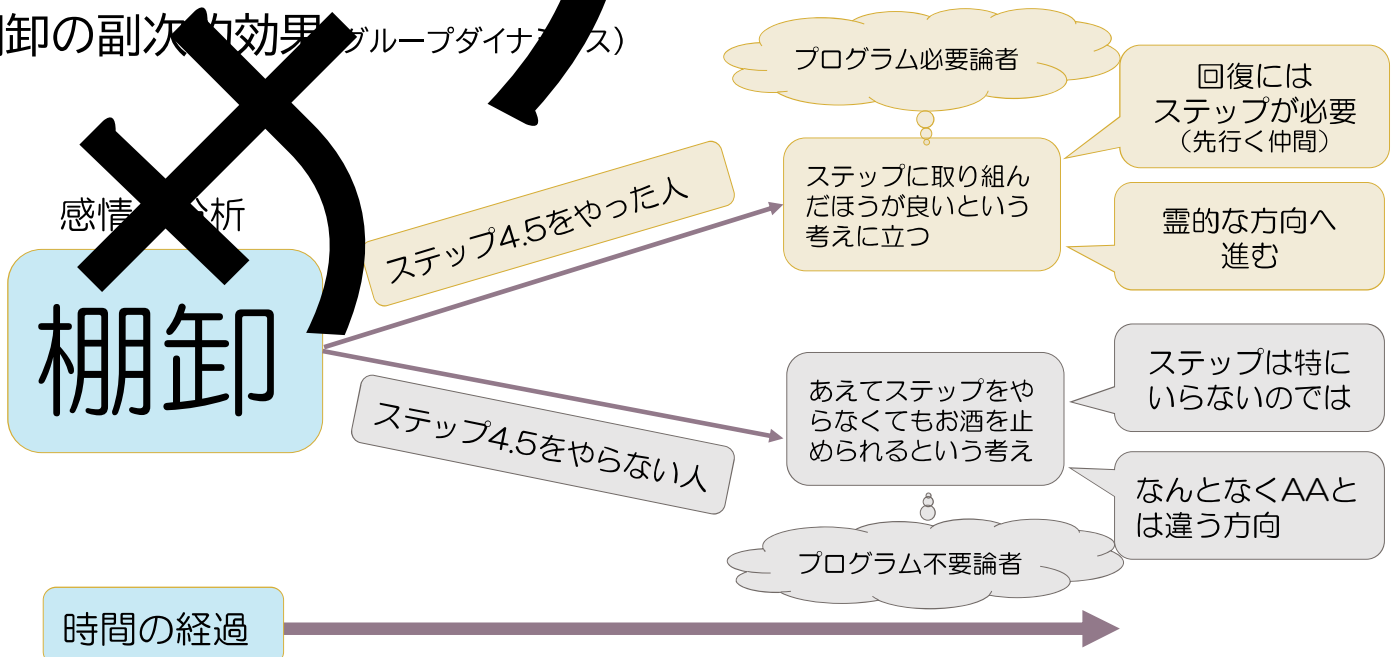 卸の副次的効果
グループダイナミクス）
プログラム必要論者
回復には
ステップが必要
（先行く仲間）
ステップに取り組ん
だほうが良いという
考えに立つ
ステップ4.5をやった人
霊的な方向へ
進む
感情 分析
棚卸
ステップは特に
いらないのでは
あえてステップをや
らなくてもお酒を止
められるという考え
ステップ4.5をやらない人
なんとなくAAと
は違う方向
プログラム不要論者
時間の経過